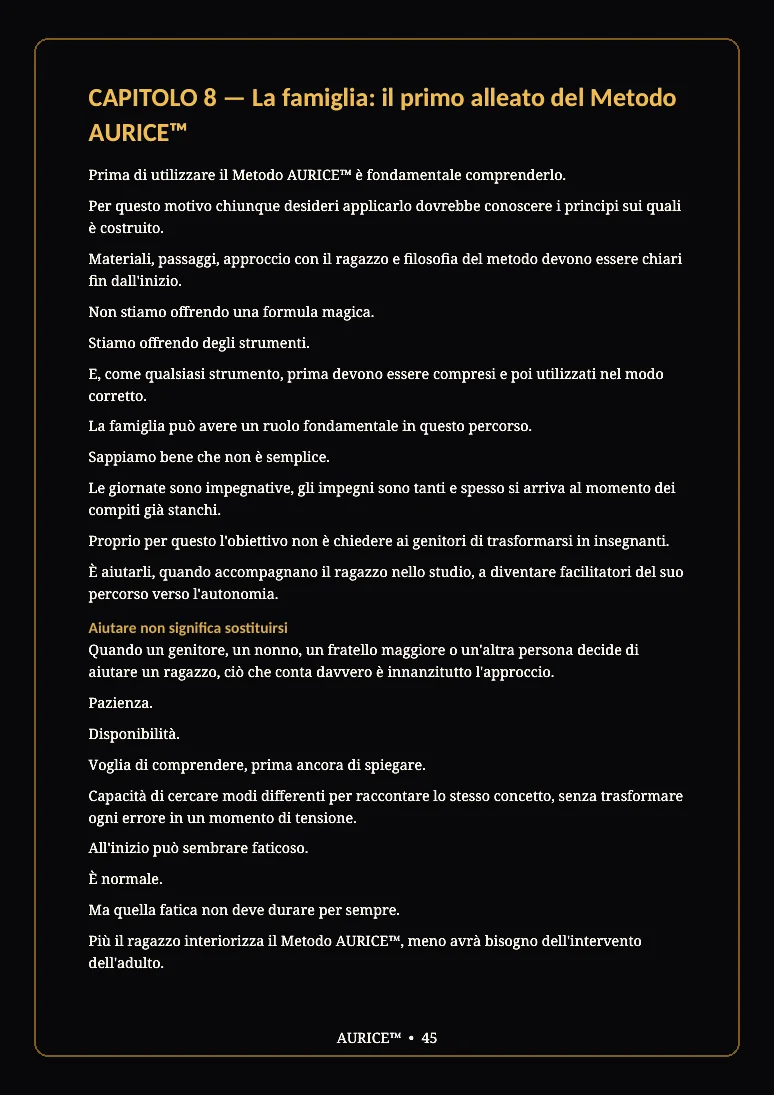 CAPITOLO 8 — La famiglia: il primo alleato del Metodo
AURICE™
Prima di utilizzare il Metodo AURICE™ è fondamentale comprenderlo.
Per questo motivo chiunque desideri applicarlo dovrebbe conoscere i principi sui quali
è costruito.
Materiali, passaggi, approccio con il ragazzo e filosofia del metodo devono essere chiari
fin dall'inizio.
Non stiamo offrendo una formula magica.
Stiamo offrendo degli strumenti.
E, come qualsiasi strumento, prima devono essere compresi e poi utilizzati nel modo
corretto.
La famiglia può avere un ruolo fondamentale in questo percorso.
Sappiamo bene che non è semplice.
Le giornate sono impegnative, gli impegni sono tanti e spesso si arriva al momento dei
compiti già stanchi.
Proprio per questo l'obiettivo non è chiedere ai genitori di trasformarsi in insegnanti.
È aiutarli, quando accompagnano il ragazzo nello studio, a diventare facilitatori del suo
percorso verso l'autonomia.
Aiutare non significa sostituirsi
Quando un genitore, un nonno, un fratello maggiore o un'altra persona decide di
aiutare un ragazzo, ciò che conta davvero è innanzitutto l'approccio.
Pazienza.
Disponibilità.
Voglia di comprendere, prima ancora di spiegare.
Capacità di cercare modi differenti per raccontare lo stesso concetto, senza trasformare
ogni errore in un momento di tensione.
All'inizio può sembrare faticoso.
È normale.
Ma quella fatica non deve durare per sempre.
Più il ragazzo interiorizza il Metodo AURICE™, meno avrà bisogno dell'intervento
dell'adulto.
AURICE™ • 45